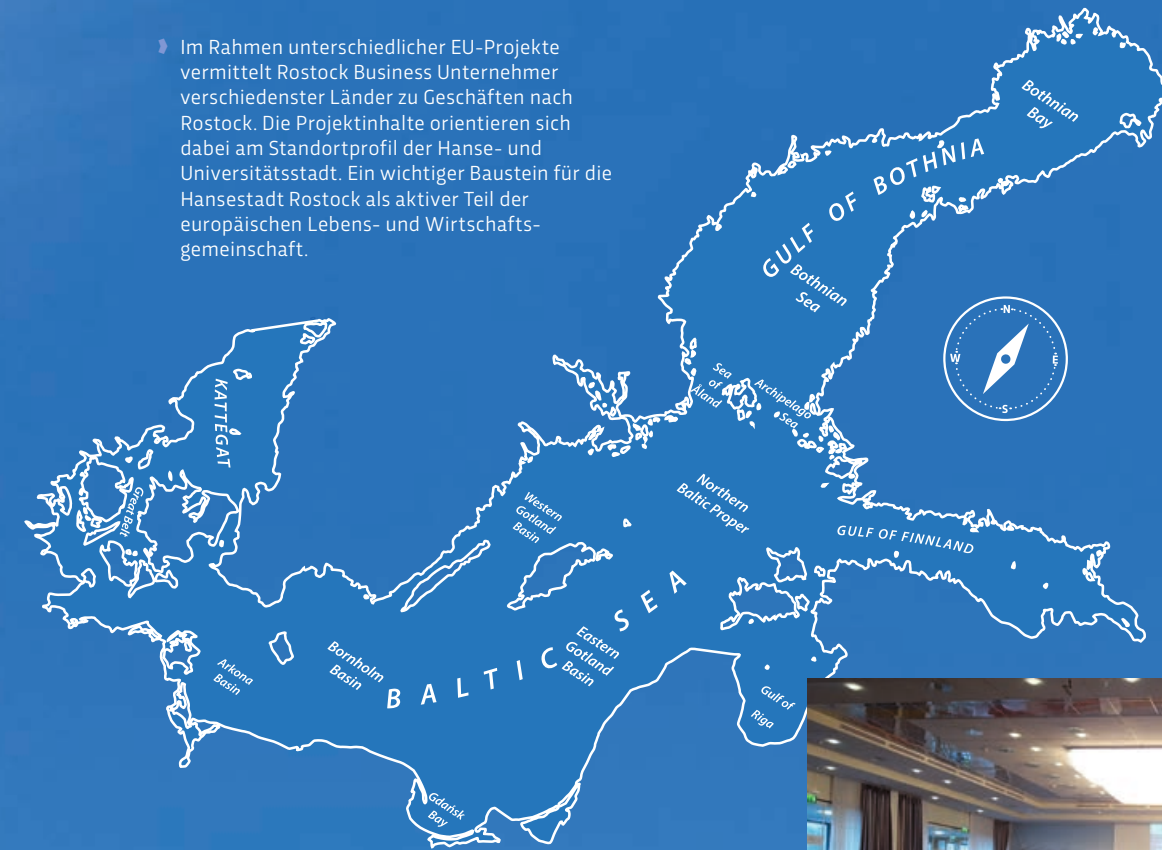 Im Rahmen unterschiedlicher EU-Projekte
vermittelt Rostock Business Unternehmer
verschiedenster Länder zu Geschäften nach
Rostock. Die Projektinhalte orientieren sich
dabei am Standortprofil der Hanse- und
Universitätsstadt. Ein wichtiger Baustein für die
Hansestadt Rostock als aktiver Teil der
europäischen Lebens- und Wirtschafts-
gemeinschaft.
Bothnian
Bay
GULF OF BOTHNIA
Bothnian
Sea
N
W
E
S
Sea
of
Åland
Archipelago
Sea
KATTEGAT
Great Belt
Western
Gotland
Basin
Northern
Baltic Proper
GULF OF FINNLAND
BALTIC SEA
Eastern
Gotland
Basin
Bornholm
Basin
Arkona
Basin
Gulf of
Riga
Gdańsk
Bay